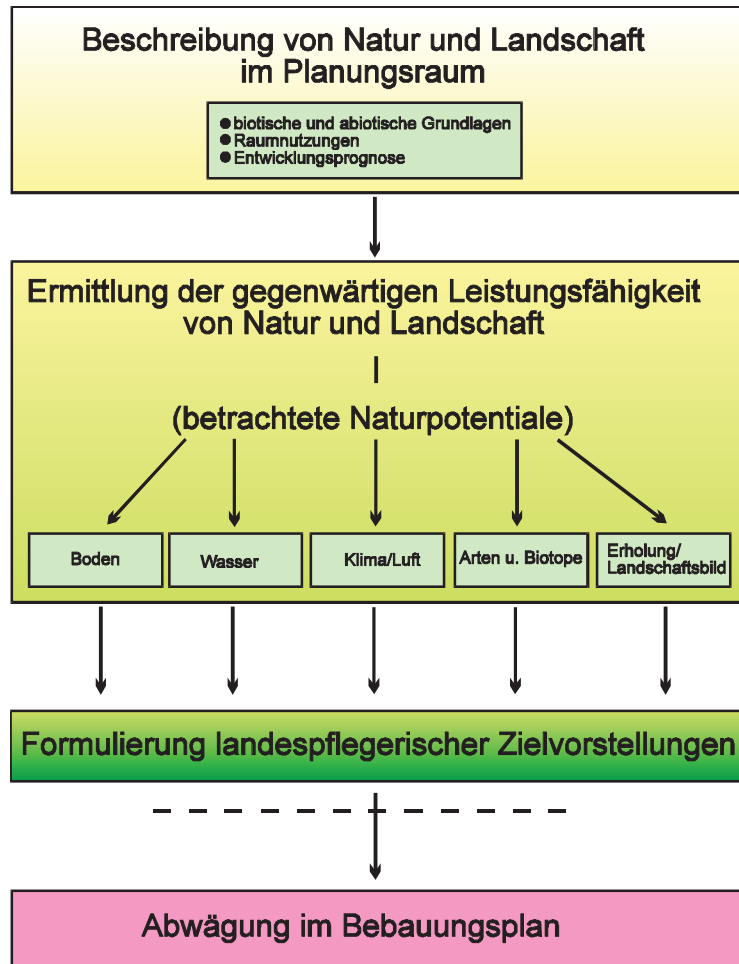 Beschreibung von Natur und Landschaft
im Planungsraum
● biotische und abiotische Grundlagen
● Raumnutzungen
● Entwicklungsprognose
Ermittlung der gegenwärtigen Leistungsfähigkeit
von Natur und Landschaft
(betrachtete Naturpotentiale)
Boden
Wasser
Klima/Luft
Arten u. Biotope
Erholung/
Landschaftsbild
Formulierung landespflegerischer Zielvorstellungen
Abwägung im Bebauungsplan